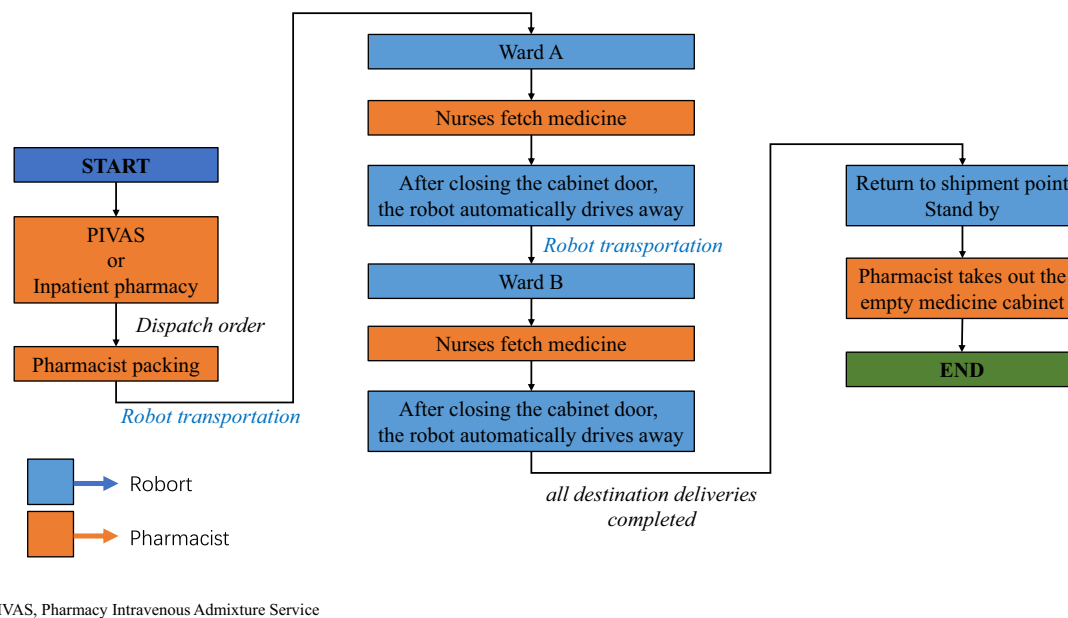 START
PIVAS
or
Inpatient pharmacy
Dispatch order
Pharmacist packing
Robot transportation
Ward A
Nurses fetch medicine
After closing the cabinet door,
the robot automatically drives away
Robot transportation
Ward B
Nurses fetch medicine
After closing the cabinet door,
the robot automatically drives away
all destination deliveries
completed
Return to shipment point
Stand by
Pharmacist takes out the
empty medicine cabinet
END
Robort
Pharmacist
IVAS, Pharmacy Intravenous Admixture Service